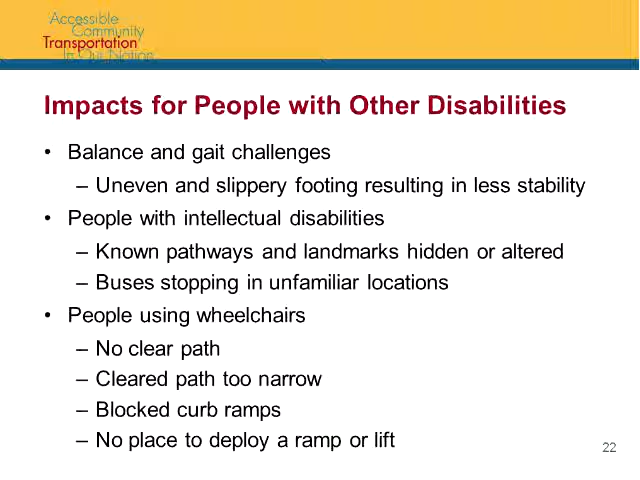 Accessible
Community
Transportation
In Our Nation
Impacts for People with Other Disabilities
• Balance and gait challenges
– Uneven and slippery footing resulting in less stability
• People with intellectual disabilities
– Known pathways and landmarks hidden or altered
– Buses stopping in unfamiliar locations
• People using wheelchairs
– No clear path
– Cleared path too narrow
– Blocked curb ramps
– No place to deploy a ramp or lift
22